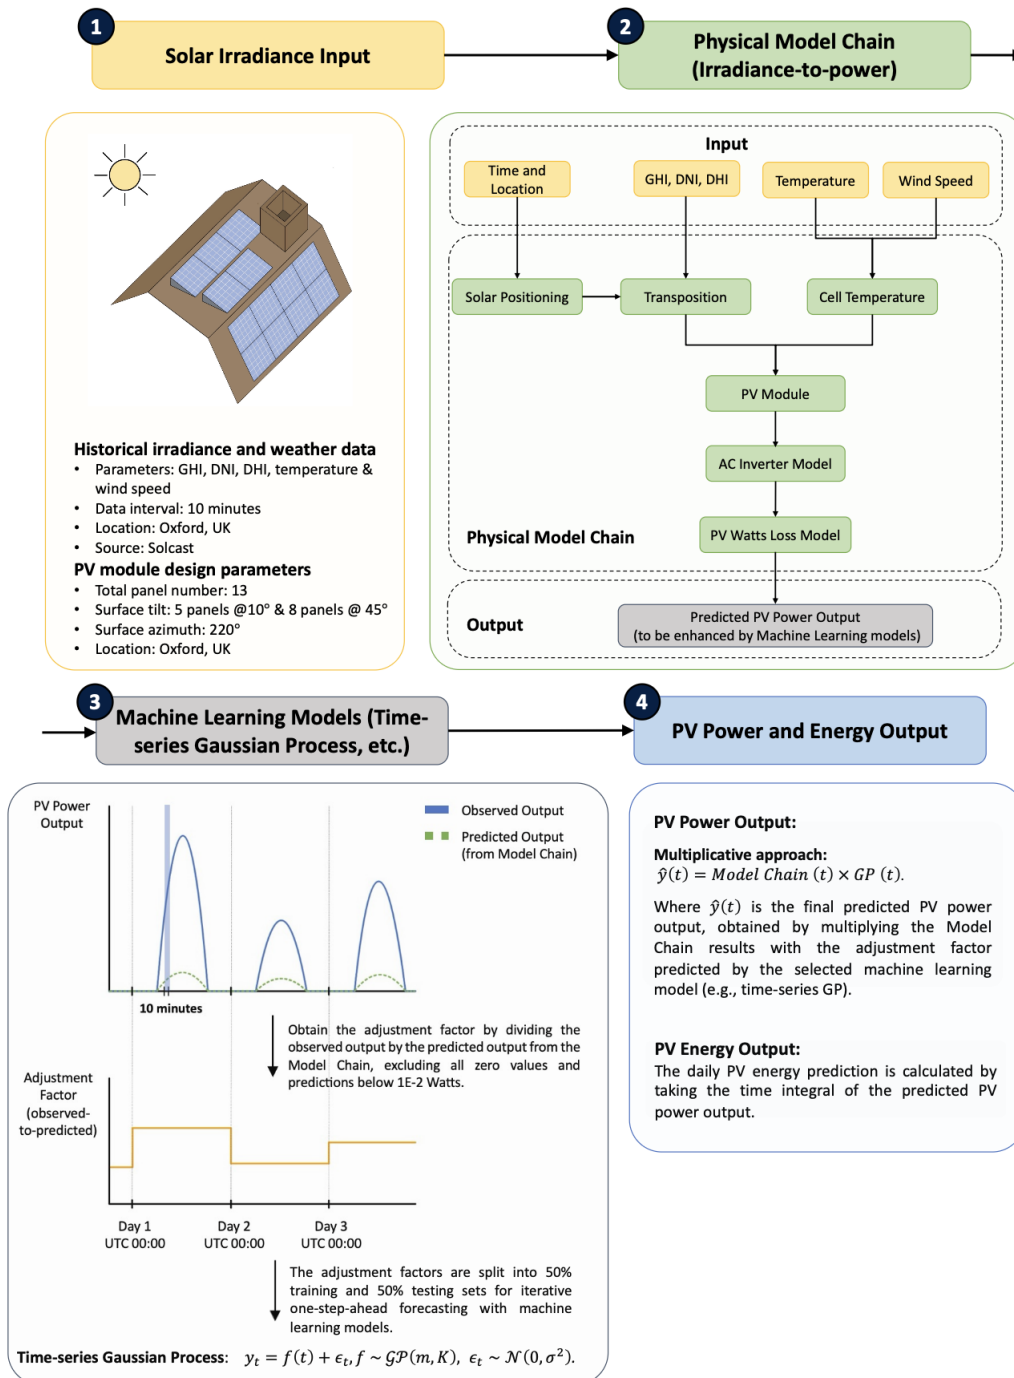 1
Solar Irradiance Input
2
Physical Model Chain
(Irradiance-to-power)
Historical irradiance and weather data
• Parameters: GHI, DNI, DHI, temperature &
wind speed
• Data interval: 10 minutes
• Location: Oxford, UK
• Source: Solcast
PV module design parameters
• Total panel number: 13
• Surface tilt: 5 panels @10° & 8 panels @ 45°
• Surface azimuth: 220°
• Location: Oxford, UK
Input
Time and
Location
GHI, DNI, DHI
Temperature
Wind Speed
Solar Positioning
Transposition
Cell Temperature
PV Module
AC Inverter Model
PV Watts Loss Model
Physical Model Chain
Output
Predicted PV Power Output
(to be enhanced by Machine Learning models)
3
Machine Learning Models (Time-
series Gaussian Process, etc.)
4
PV Power and Energy Output
PV Power
Output
Observed Output
Predicted Output
(from Model Chain)
10 minutes
Obtain the adjustment factor by dividing the
observed output by the predicted output from the
Model Chain, excluding all zero values and
predictions below 1E-2 Watts.
Adjustment
Factor
(observed-
to-predicted)
Day 1
UTC 00:00
Day 2
UTC 00:00
Day 3
UTC 00:00
The adjustment factors are split into 50%
training and 50% testing sets for iterative
one-step-ahead forecasting with machine
learning models.
Time-series Gaussian Process: y_t = f(t) + ϵ_t, f ~ 𝒢𝒫(m, K), ϵ_t ~ 𝒩(0, σ²).
PV Power Output:
Multiplicative approach:
ŷ(t) = Model Chain (t) × GP (t).
Where ŷ(t) is the final predicted PV power
output, obtained by multiplying the Model
Chain results with the adjustment factor
predicted by the selected machine learning
model (e.g., time-series GP).
PV Energy Output:
The daily PV energy prediction is calculated by
taking the time integral of the predicted PV
power output.